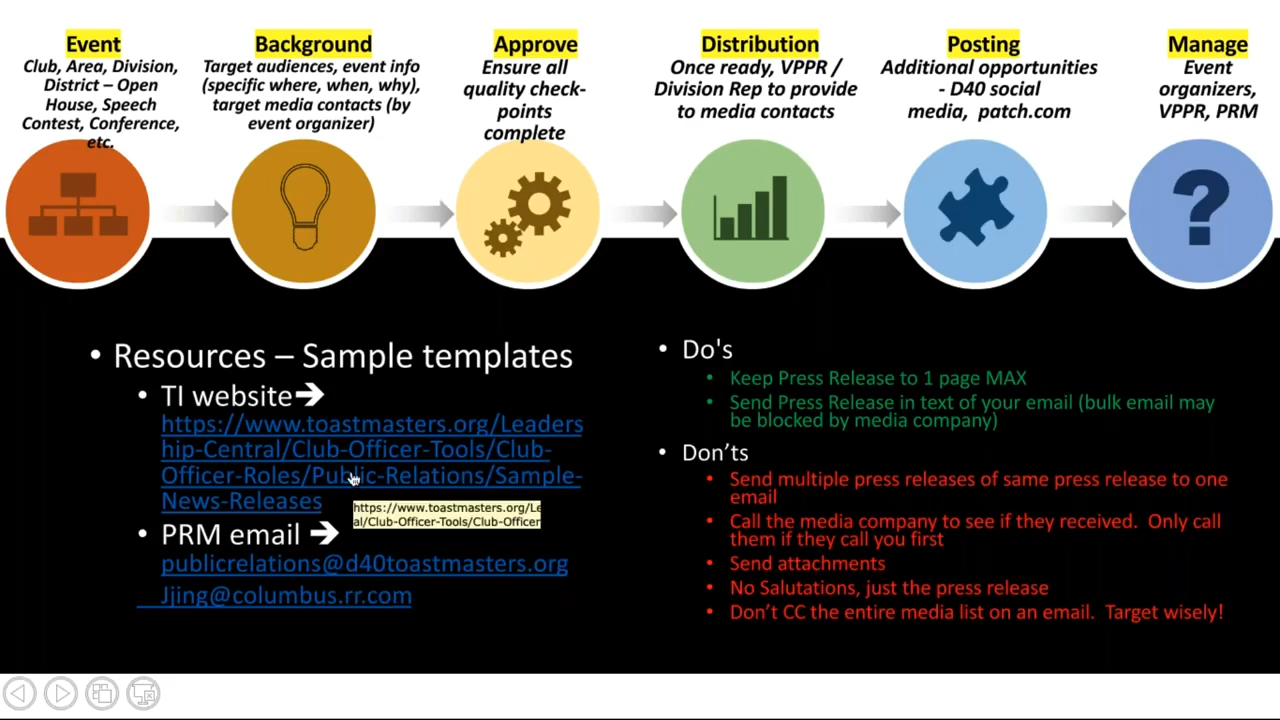 Event
Club, Area, Division,
District – Open
House, Speech
Contest, Conference,
etc.
Background
Target audiences, event info
(specific where, when, why),
target media contacts (by
event organizer)
Approve
Ensure all
quality check-
points
complete
Distribution
Once ready, VPPR /
Division Rep to provide
to media contacts
Posting
Additional opportunities
- D40 social
media, patch.com
Manage
Event
organizers,
VPPR, PRM
?
• Resources – Sample templates
• TI website➔
https://www.toastmasters.org/Leaders
hip-Central/Club-Officer-Tools/Club-
Officer-Roles/Public-Relations/Sample-
News-Releases
https://www.toastmasters.org/Le
al/Club-Officer-Tools/Club-Officer
• PRM email ➔
publicrelations@d40toastmasters.org
Jjing@columbus.rr.com
• Do's
• Keep Press Release to 1 page MAX
• Send Press Release in text of your email (bulk email may
be blocked by media company)
• Don’ts
• Send multiple press releases of same press release to one
email
• Call the media company to see if they received. Only call
them if they call you first
• Send attachments
• No Salutations, just the press release
• Don’t CC the entire media list on an email. Target wisely!